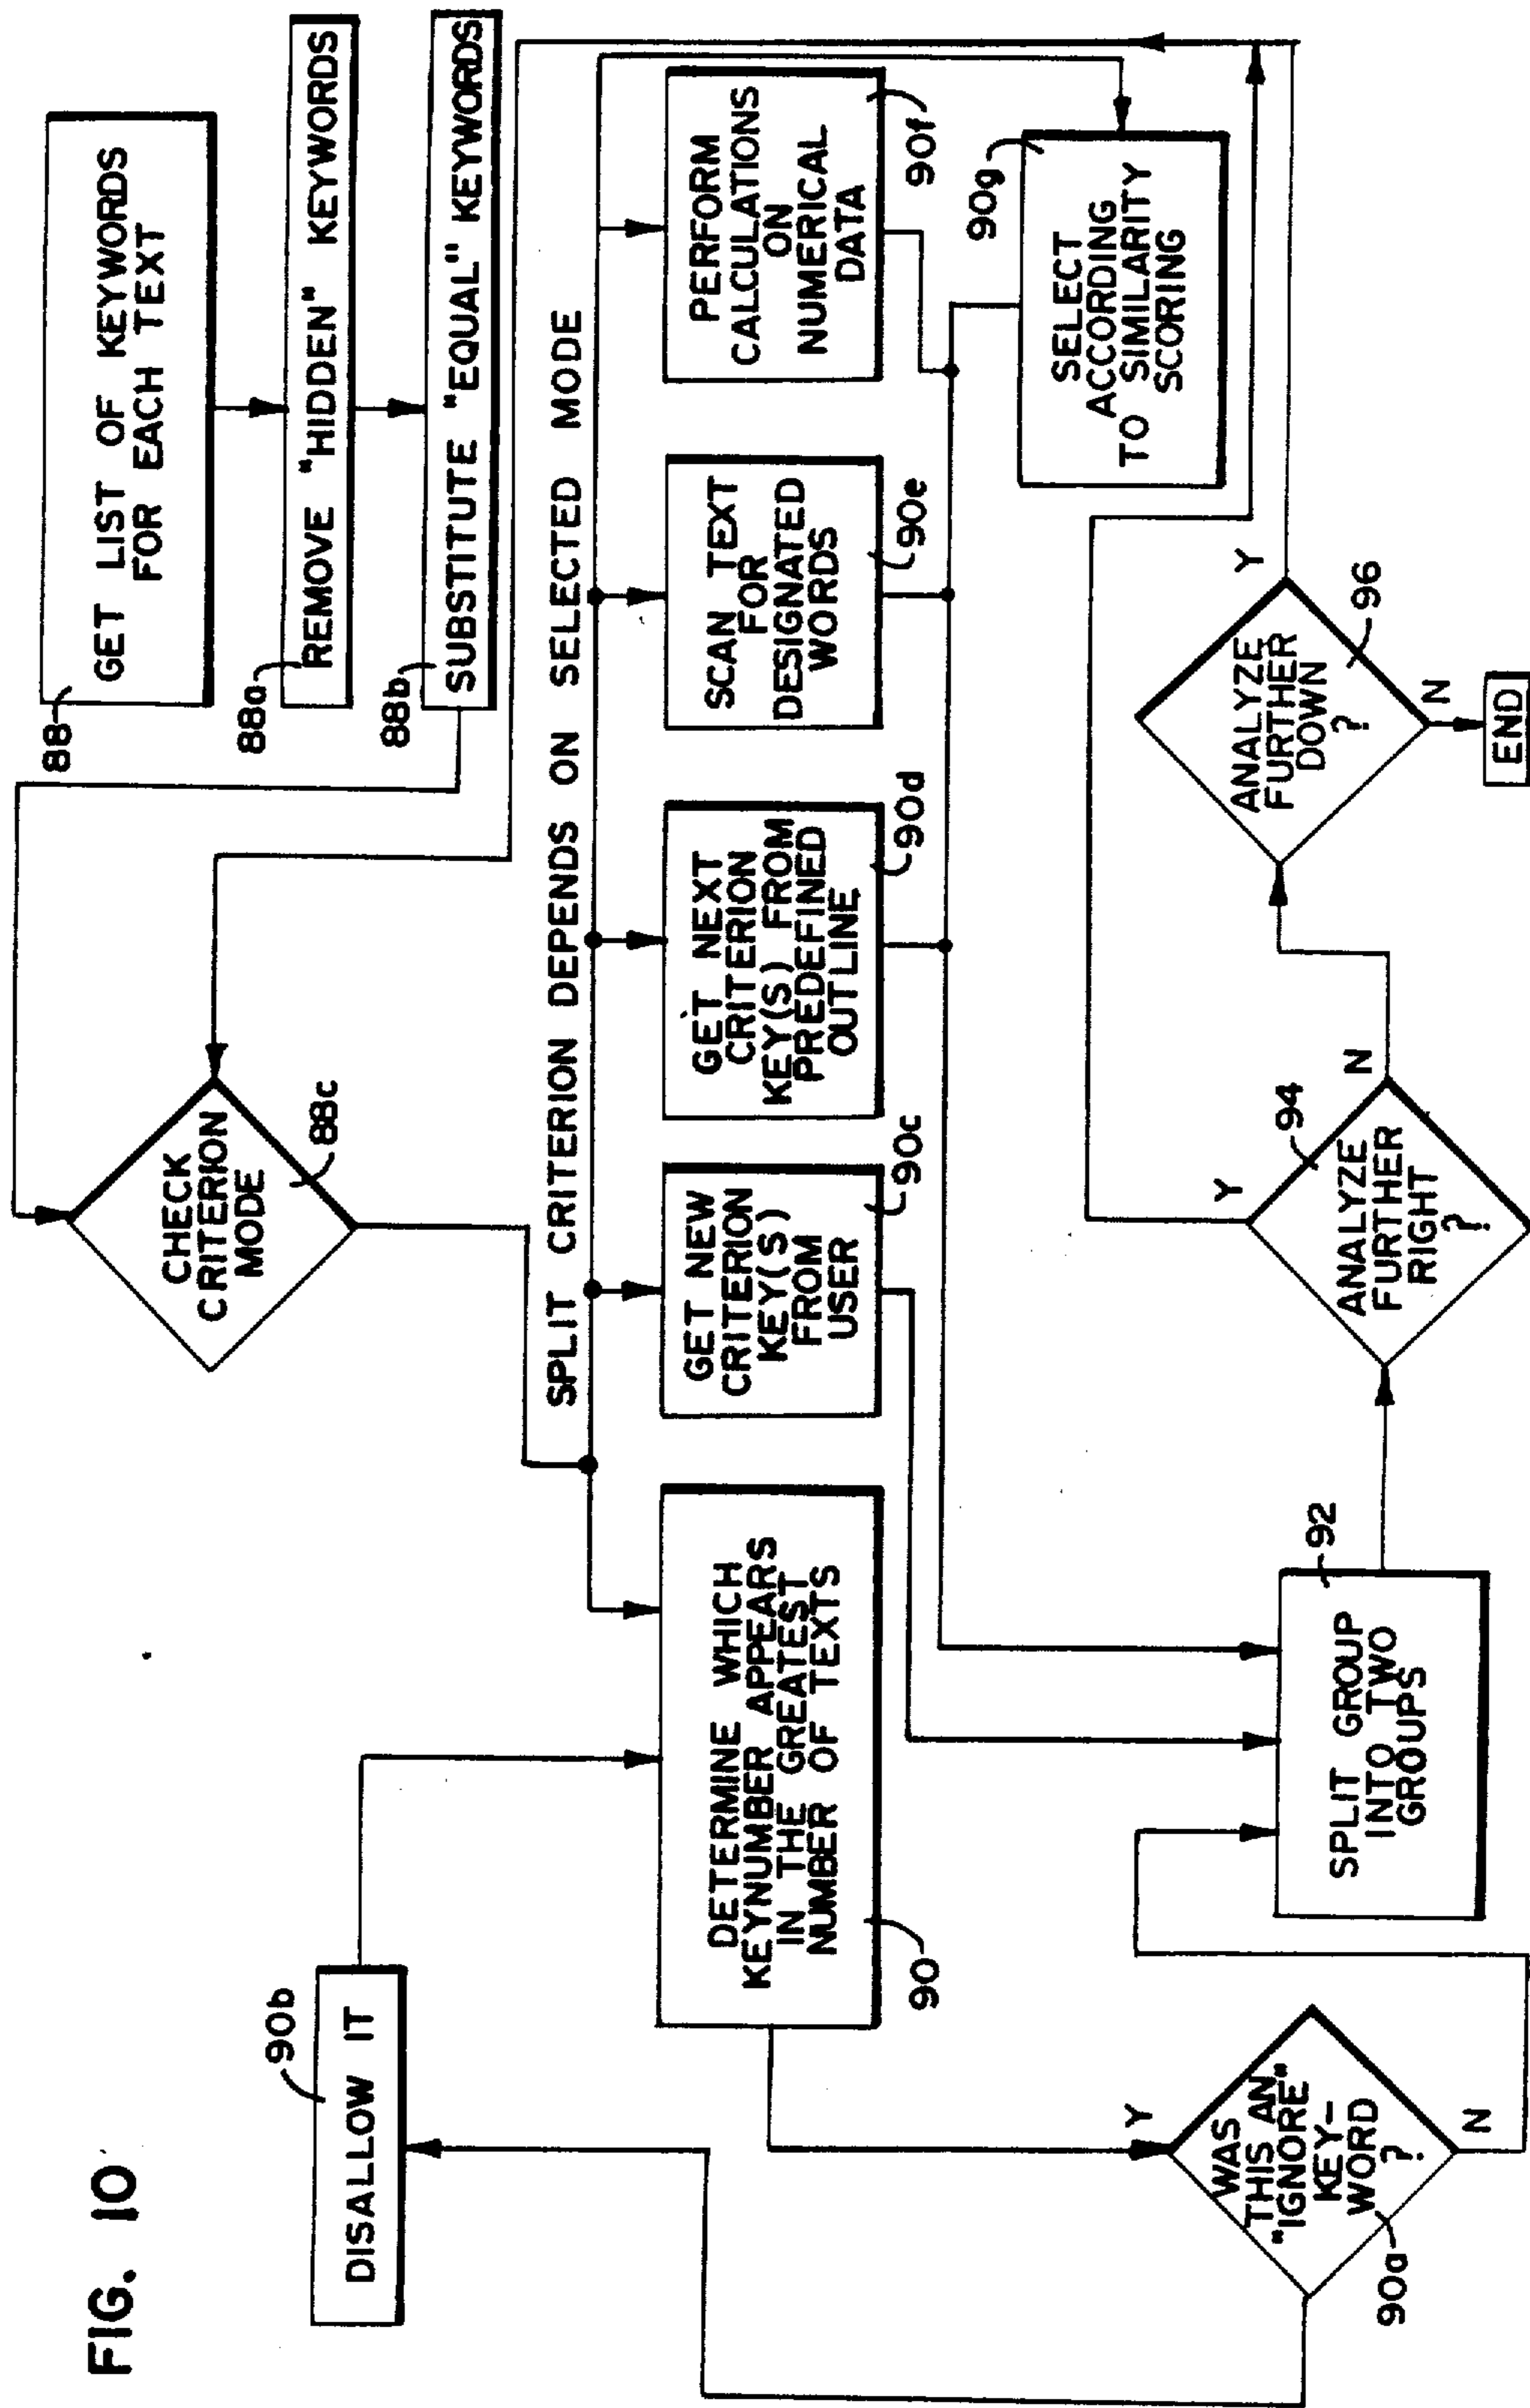 FIG. 10
88
GET LIST OF KEYWORDS
FOR EACH TEXT
88a
REMOVE "HIDDEN" KEYWORDS
88b
SUBSTITUTE "EQUAL" KEYWORDS
CHECK
CRITERION
MODE
88c
SPLIT CRITERION DEPENDS ON SELECTED MODE
90b
DISALLOW IT
DETERMINE WHICH
KEYNUMBER APPEARS
IN THE GREATEST
NUMBER OF TEXTS
90
GET NEW
CRITERION
KEY(S)
FROM
USER
90c
GET NEXT
CRITERION
KEY(S) FROM
PREDEFINED
OUTLINE
90d
SCAN TEXT
FOR
DESIGNATED
WORDS
90e
PERFORM
CALCULATIONS
ON
NUMERICAL
DATA
90f
90g
SELECT
ACCORDING
TO SIMILARITY
SCORING
WAS
THIS AN
"IGNORE"
KEY-
WORD
?
90a
Y
N
92
SPLIT GROUP
INTO TWO
GROUPS
ANALYZE
FURTHER
RIGHT
?
94
Y
N
ANALYZE
FURTHER
DOWN
?
96
Y
N
END